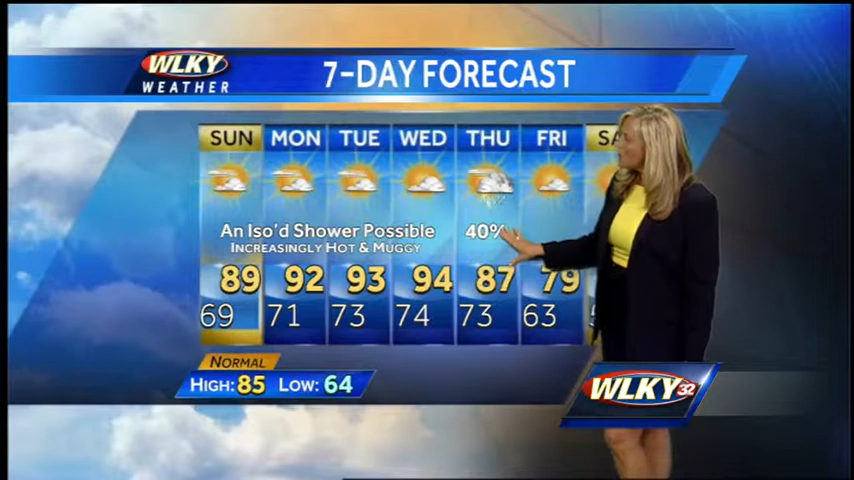 WLKY
WEATHER
7-DAY FORECAST
SUN MON TUE WED THU FRI
An Iso'd Shower Possible 40%
Increasingly Hot & Muggy
89 92 93 94 87 79
69 71 73 74 73 63
Normal
High: 85 Low: 64
WLKY 32